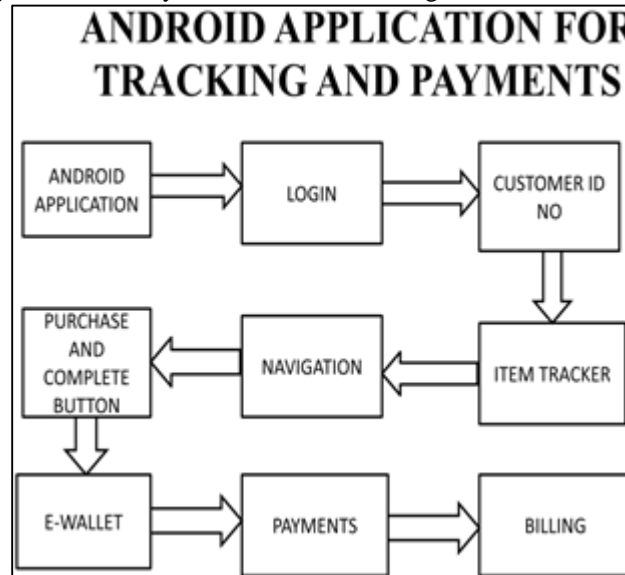 ANDROID APPLICATION FOR
TRACKING AND PAYMENTS
ANDROID
APPLICATION
LOGIN
CUSTOMER ID
NO
ITEM TRACKER
NAVIGATION
PURCHASE
AND
COMPLETE
BUTTON
E-WALLET
PAYMENTS
BILLING